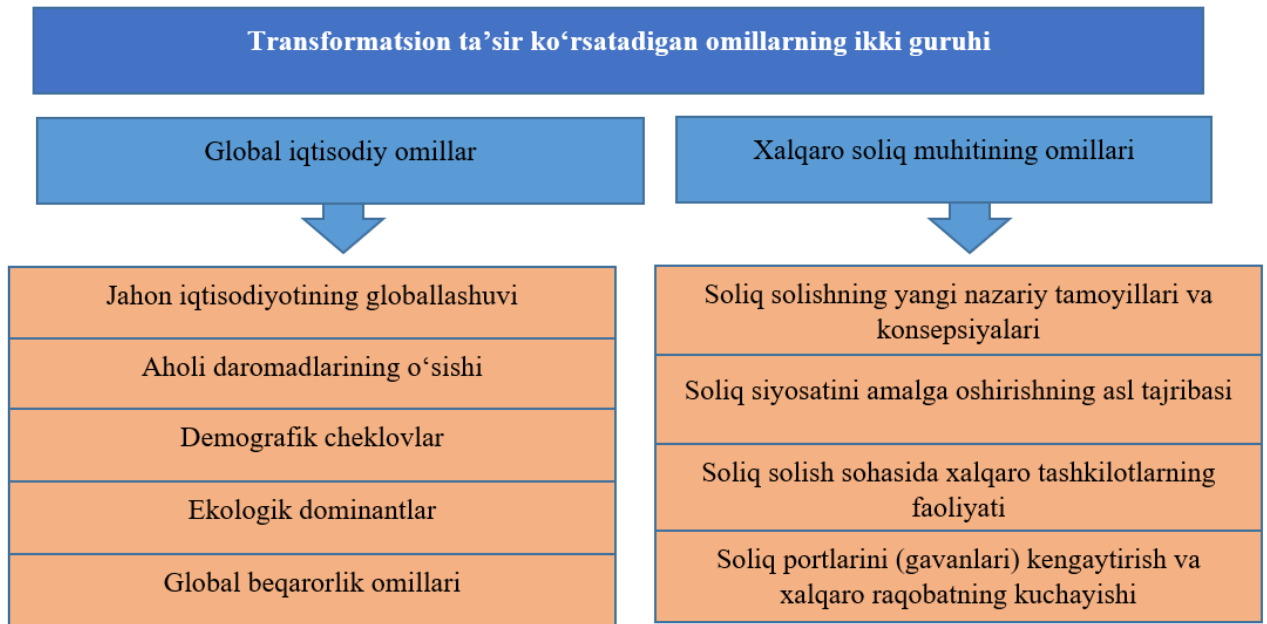 Transformatsion ta’sir ko‘rsatadigan omillarning ikki guruhi
Global iqtisodiy omillar
Jahon iqtisodiyotining globallashuvi
Aholi daromadlarining o‘sishi
Demografik cheklovlar
Ekologik dominantlar
Global beqarorlik omillari
Xalqaro soliq muhitining omillari
Soliq solishning yangi nazariy tamoyillari va
konsepsiyalari
Soliq siyosatini amalga oshirishning asl tajribasi
Soliq solish sohasida xalqaro tashkilotlarning
faoliyati
Soliq portlarini (gavanlari) kengaytirish va
xalqaro raqobatning kuchayishi